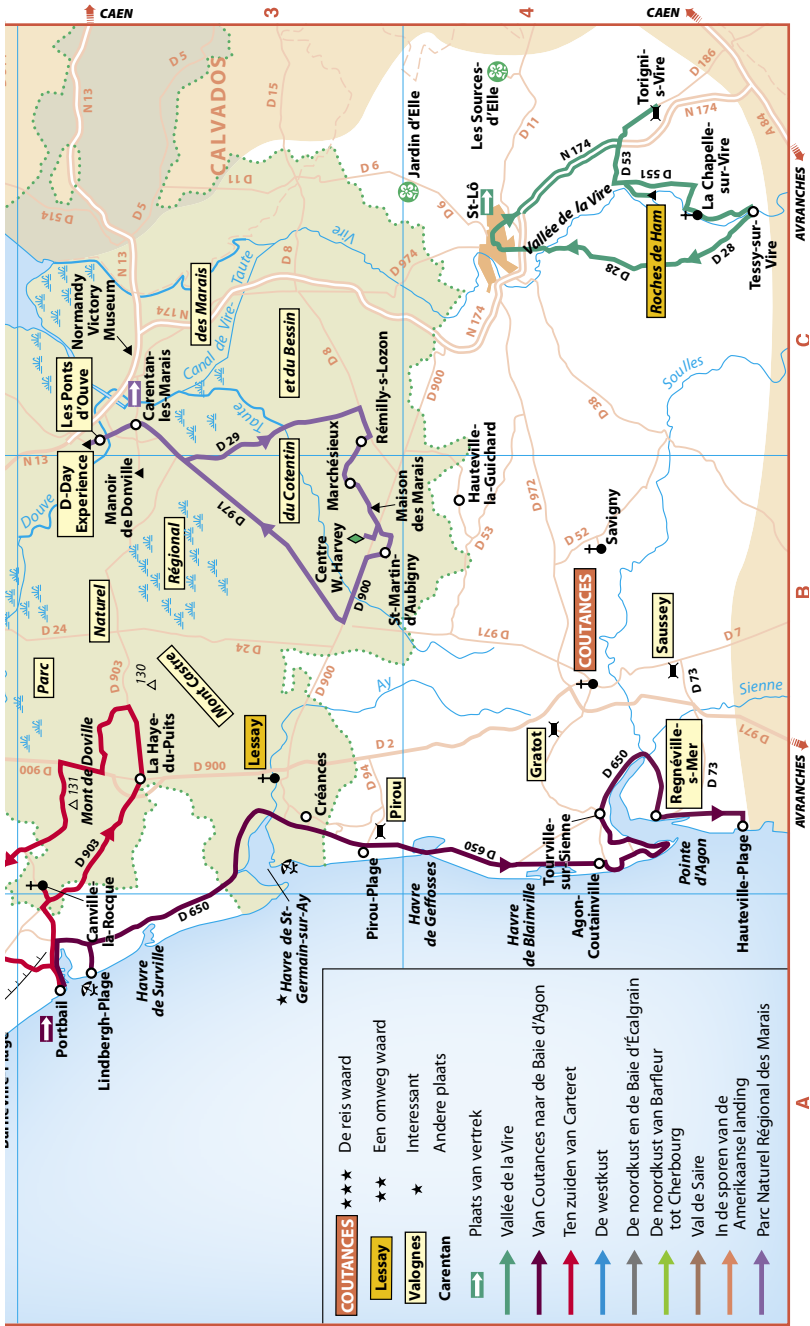 CAEN
CAEN
3
4
N 13
D 5
D 15
CALVADOS
D 11
D 6
Jardin d'Elle
Les Sources-
d'Elle
D 11
Torigni-
s-Vire
D 186
N 174
A 84
D 514
D 5
N 13
Vire
D 8
D 6
St-Lô
N 174
D 53
D 551
La Chapelle-
sur-Vire
Vallée de la Vire
Roches de Ham
Tessy-sur-
Vire
D 28
D 28
AVRANCHES
Normandy
Victory
Museum
N 174
des Marais
Canal de Vire-
Taute
D 974
N 174
C
Les Ponts
d'Ouve
Carentan-
les-Marais
Taute
et du Bessin
D 8
D 900
Soulles
D 38
N 13
D-Day
Experience
Manoir
de Donville
D 29
du Cotentin
Marchésieux
Rémilly-s-Lozon
Maison
des Marais
Hauteville-
la-Guichard
D 972
Douve
Régional
D 971
Centre
W. Harvey
D 900
St-Martin-
d'Aubigny
D 53
D 52
Savigny
B
D 24
Naturel
D 24
D 971
COUTANCES
Saussey
D 7
Parc
D 903
130
Mont Castre
D 900
Ay
D 73
Sienne
D 971
D 900
131
Mont de Doville
La Haye-
du-Puits
D 900
Lessay
D 2
Gratot
D 650
Regnéville-
s-Mer
D 73
AVRANCHES
D 903
Créances
D 94
Pirou
Tourville-
sur-Sienne
Canville-
la-Rocque
D 650
Pirou-Plage
Havre
de Geffosses
D 650
Havre
de Blainville
Agon-
Coutainville
Pointe
d'Agon
Hauteville-Plage
Portbail
Lindbergh-Plage
Havre
de Surville
★ Havre de St-
Germain-sur-Ay
A
COUTANCES ★★★ De reis waard
Lessay ★★ Een omweg waard
Valognes ★ Interessant
Carentan Andere plaats
Plaats van vertrek
Vallée de la Vire
Van Coutances naar de Baie d'Agon
Ten zuiden van Carteret
De westkust
De noordkust en de Baie d'Écalgrain
De noordkust van Barfleur
tot Cherbourg
Val de Saire
In de sporen van de
Amerikaanse landing
Parc Naturel Régional des Marais